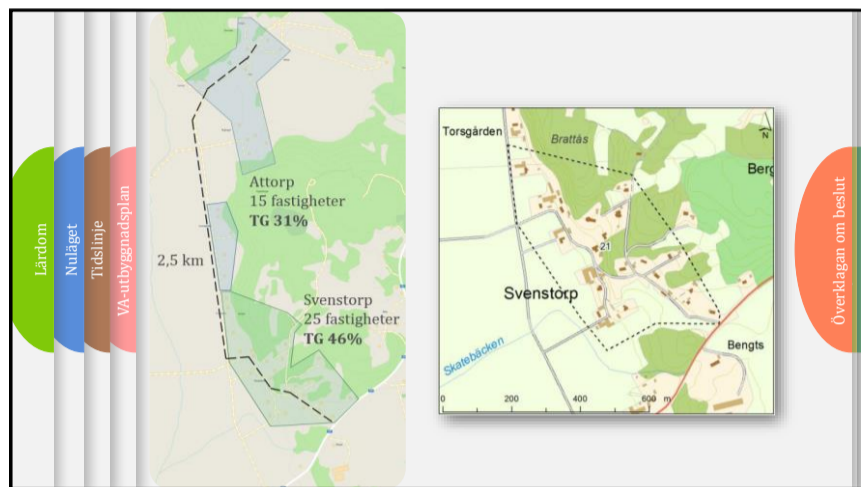 Lärdom
Nuläget
Tidslinje
VA-utbyggnadsplan
Attorp
15 fastigheter
TG 31%
2,5 km
Svenstorp
25 fastigheter
TG 46%
Torsgården
Brattås
N
Berg
21
Svenstorp
Skatebäcken
Bengts
0 200 400 600 m
Överklagan om beslut